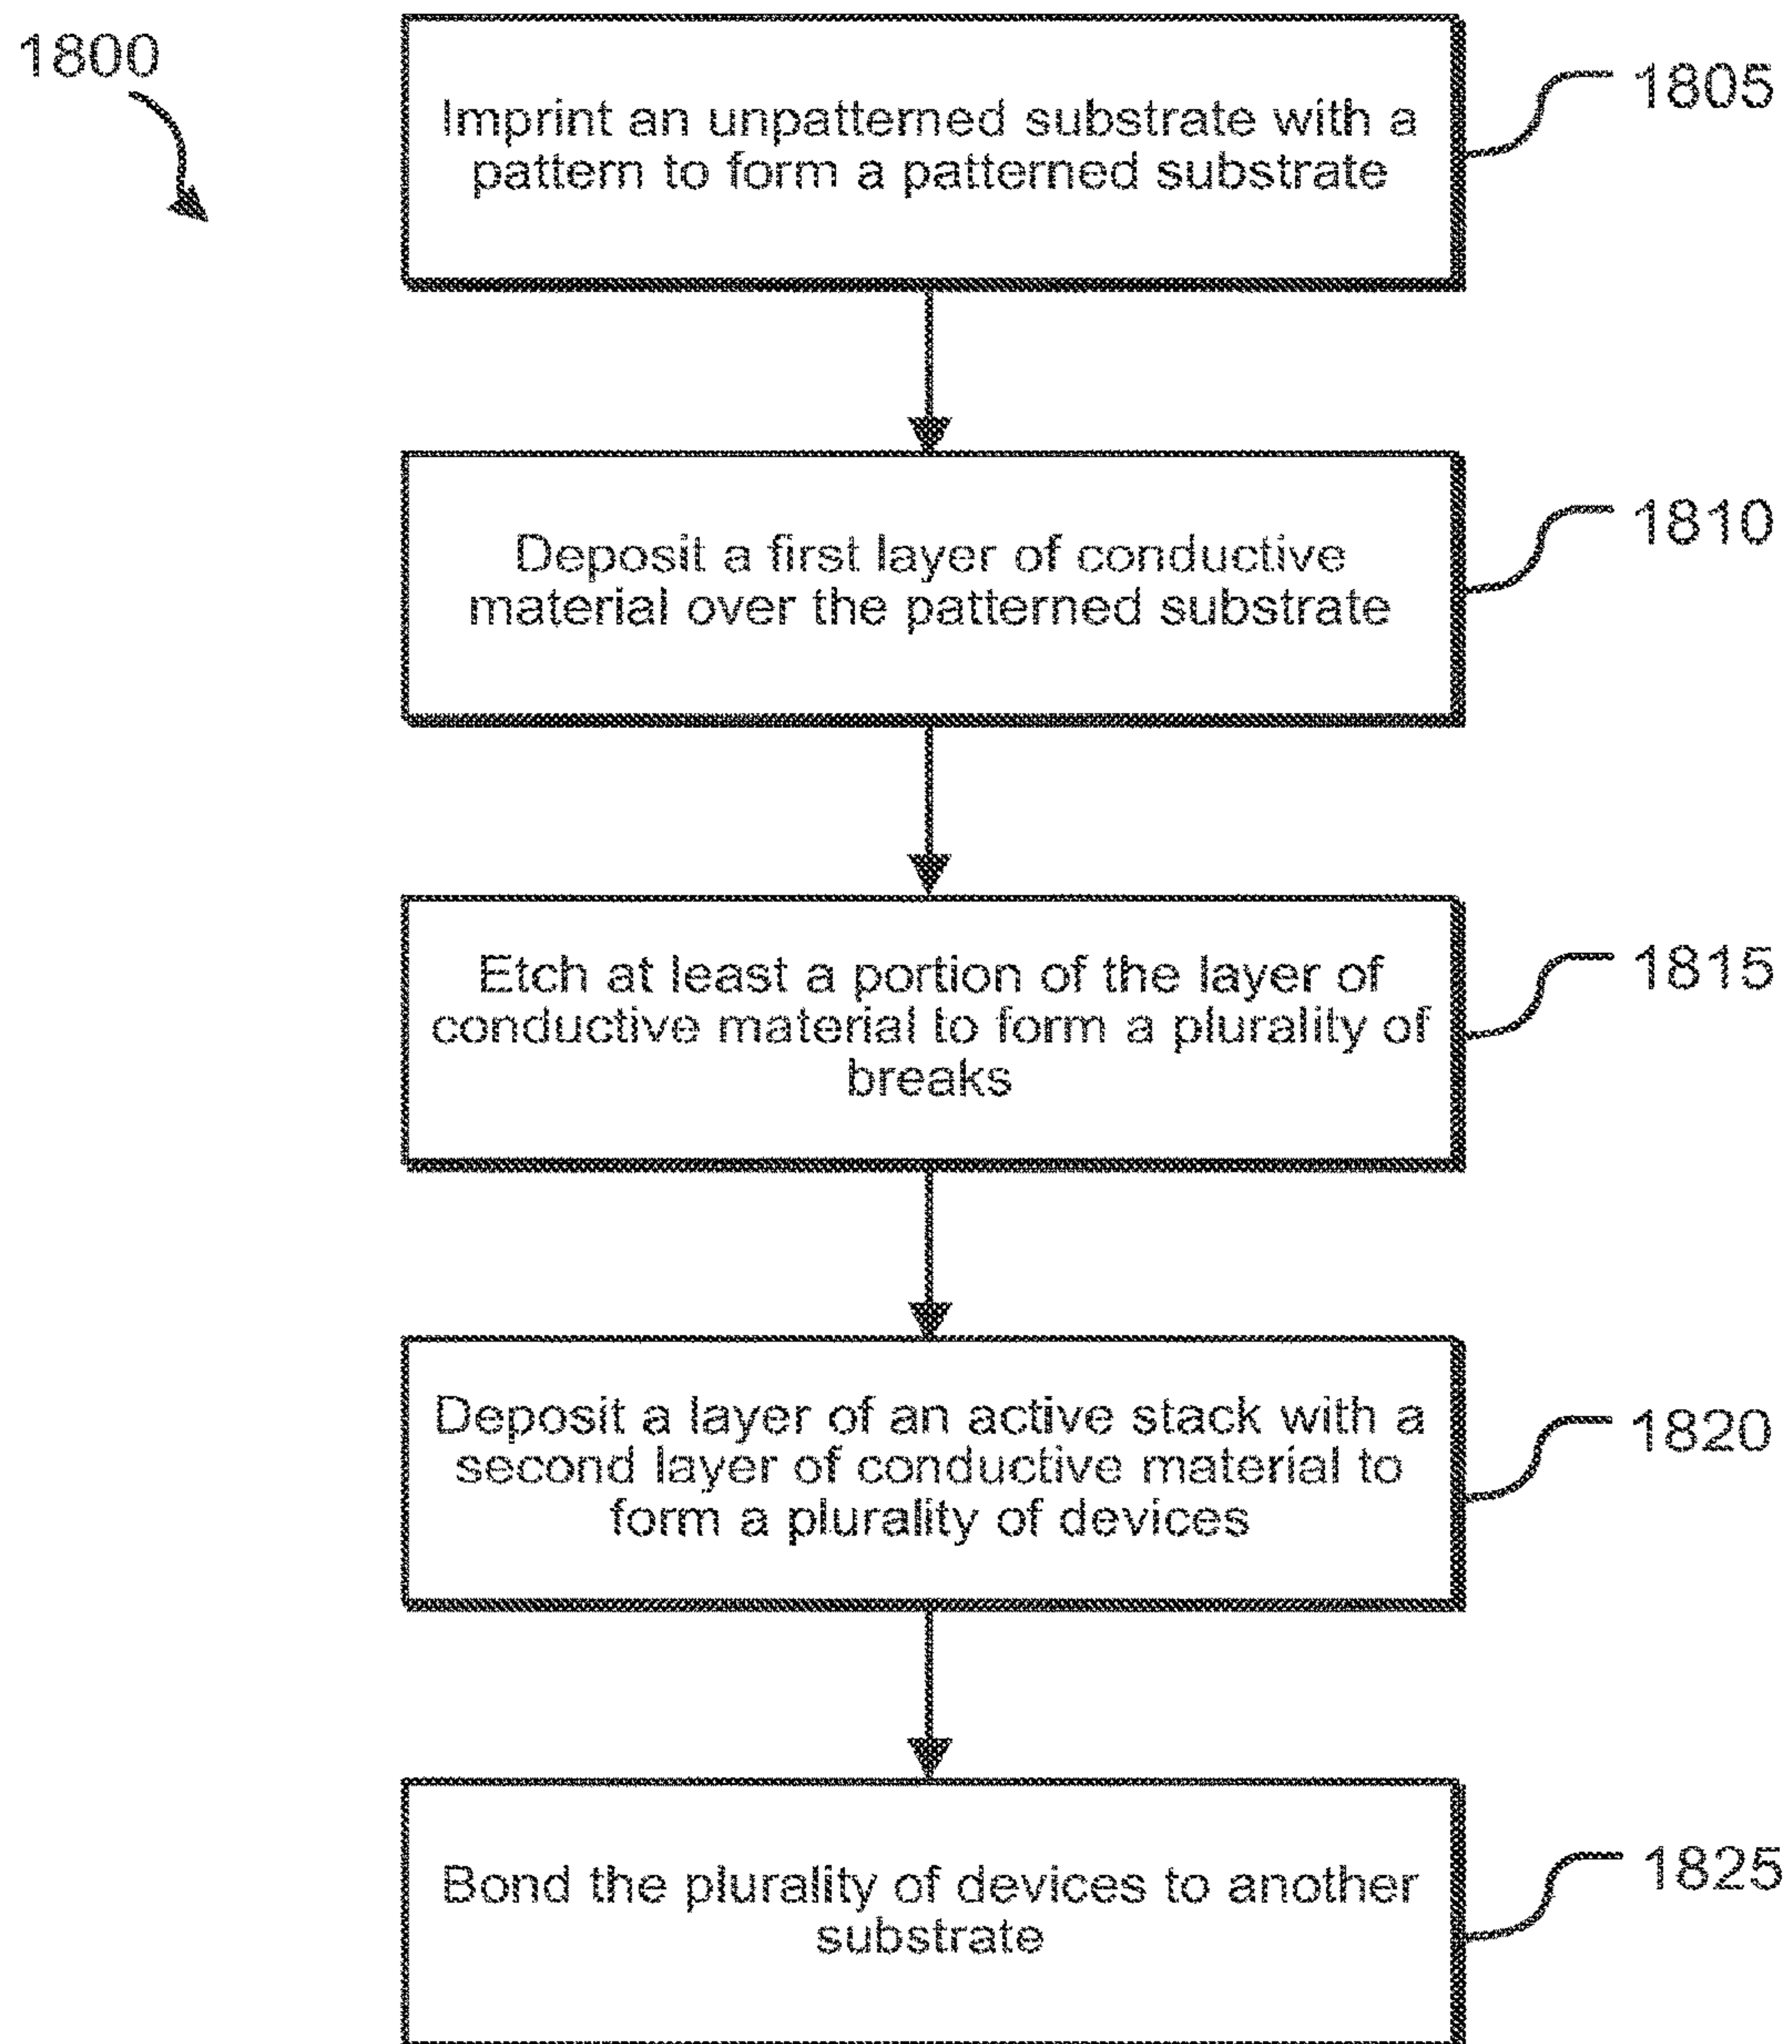 1800
Imprint an unpatterned substrate with a
pattern to form a patterned substrate
1805
Deposit a first layer of conductive
material over the patterned substrate
1810
Etch at least a portion of the layer of
conductive material to form a plurality of
breaks
1815
Deposit a layer of an active stack with a
second layer of conductive material to
form a plurality of devices
1820
Bond the plurality of devices to another
substrate
1825